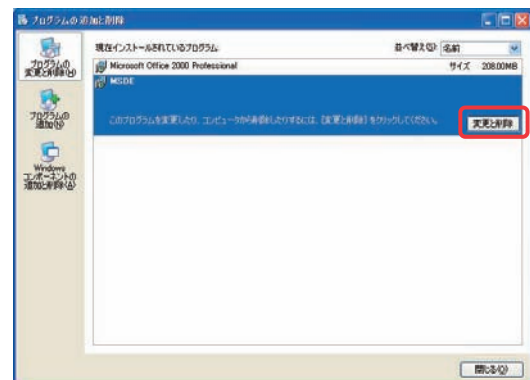 プログラムの追加と削除
プログラムの
変更と削除(H)
プログラムの
追加(N)
Windows
コンポーネントの
追加と削除(A)
現在インストールされているプログラム:
並べ替え(S): 名前
Microsoft Office 2000 Professional サイズ 208.00MB
MSDE
このプログラムを変更したり、コンピュータから削除したりするには、[変更と削除] をクリックしてください。
変更と削除
閉じる(O)